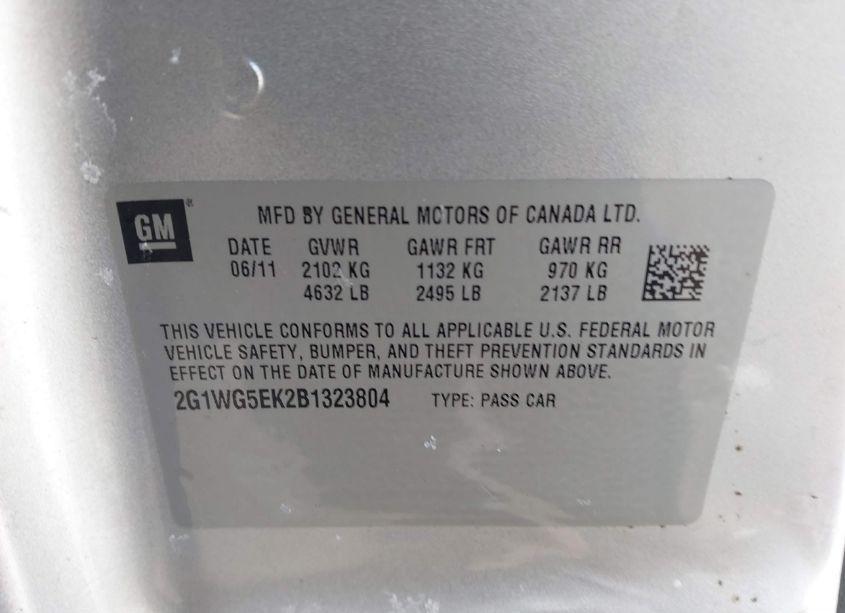 GM®
MFD BY GENERAL MOTORS OF CANADA LTD.
DATE GVWR GAWR FRT GAWR RR
06/11 2102 KG 1132 KG 970 KG
4632 LB 2495 LB 2137 LB
THIS VEHICLE CONFORMS TO ALL APPLICABLE U.S. FEDERAL MOTOR
VEHICLE SAFETY, BUMPER, AND THEFT PREVENTION STANDARDS IN
EFFECT ON THE DATE OF MANUFACTURE SHOWN ABOVE.
2G1WG5EK2B1323804 TYPE: PASS CAR